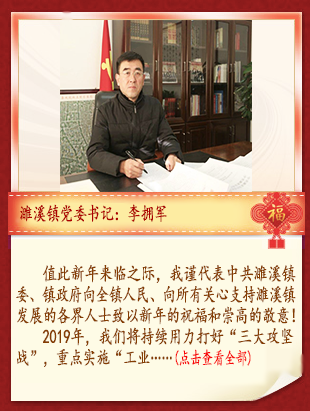 濉溪镇党委书记：李拥军
福
值此新年来临之际，我谨代表中共濉溪镇
委、镇政府向全镇人民、向所有关心支持濉溪镇
发展的各界人士致以新年的祝福和崇高的敬意！
2019年，我们将持续用力打好“三大攻坚
战”，重点实施“工业……(点击查看全部)